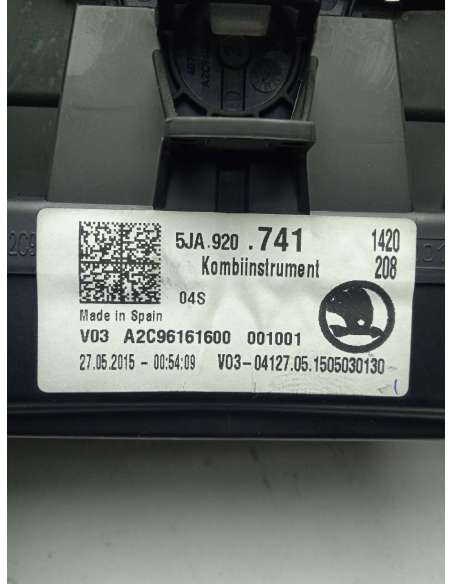 5JA.920 .741 1420
Kombiinstrument 208
04S
Made in Spain
V03 A2C96161600 001001
27.05.2015 - 00:54:09 V03-04127.05.1505030130